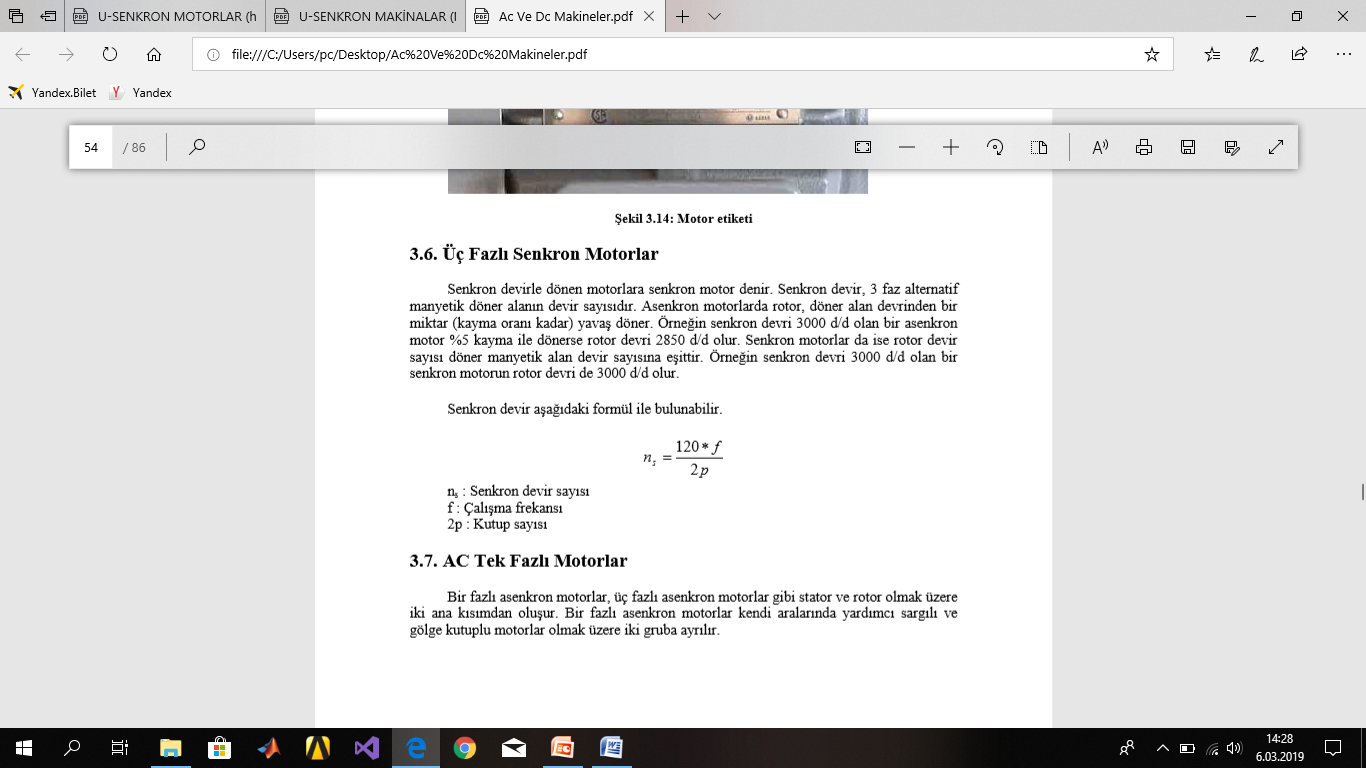 U-SENKRON MOTORLAR (h
U-SENKRON MAKİNALAR (I
Ac Ve Dc Makineler.pdf
file:///C:/Users/pc/Desktop/Ac%20Ve%20Dc%20Makineler.pdf
Yandex.Bilet
Yandex
54 / 86
Şekil 3.14: Motor etiketi
3.6. Üç Fazlı Senkron Motorlar
Senkron devirle dönen motorlara senkron motor denir. Senkron devir, 3 faz alternatif
manyetik döner alanın devir sayısıdır. Asenkron motorlarda rotor, döner alan devrinden bir
miktar (kayma oranı kadar) yavaş döner. Örneğin senkron devri 3000 d/d olan bir asenkron
motor %5 kayma ile dönerse rotor devri 2850 d/d olur. Senkron motorlar da ise rotor devir
sayısı döner manyetik alan devir sayısına eşittir. Örneğin senkron devri 3000 d/d olan bir
senkron motorun rotor devri de 3000 d/d olur.
Senkron devir aşağıdaki formül ile bulunabilir.
n_s = 120 * f / 2p
n_s : Senkron devir sayısı
f : Çalışma frekansı
2p : Kutup sayısı
3.7. AC Tek Fazlı Motorlar
Bir fazlı asenkron motorlar, üç fazlı asenkron motorlar gibi stator ve rotor olmak üzere
iki ana kısımdan oluşur. Bir fazlı asenkron motorlar kendi aralarında yardımcı sargılı ve
gölge kutuplu motorlar olmak üzere iki gruba ayrılır.
14:28
6.03.2019